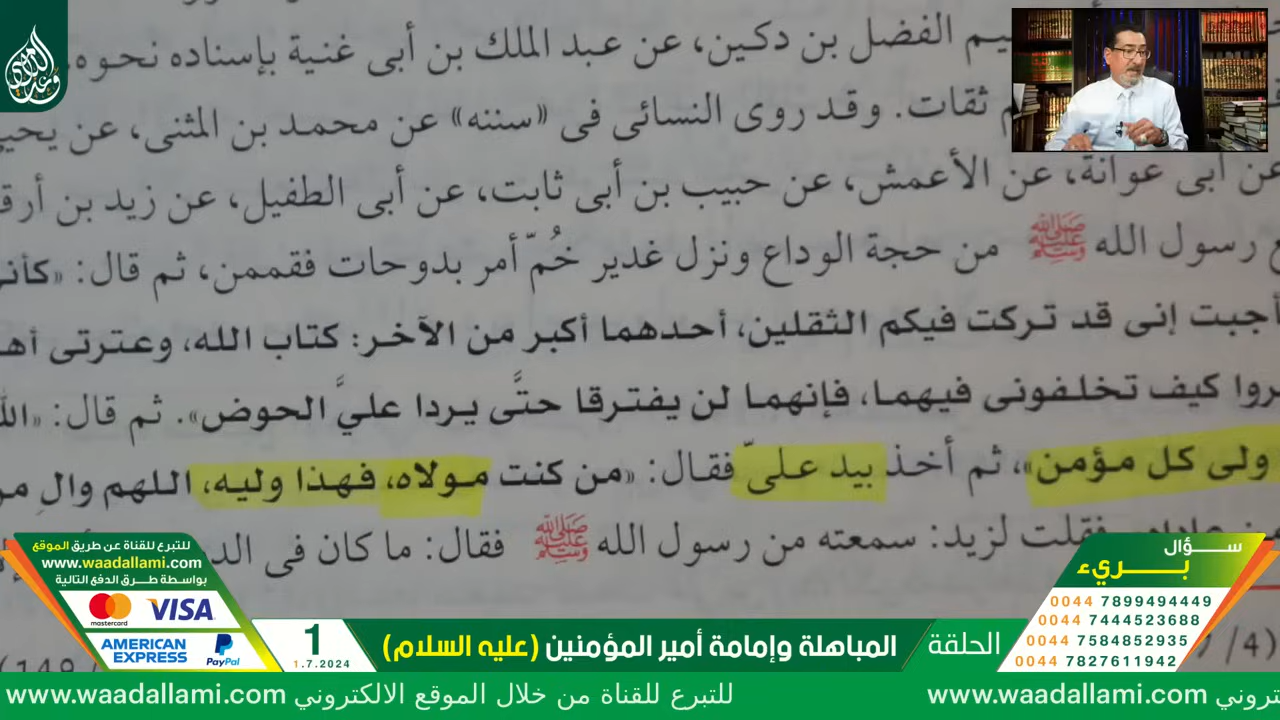 يم الفضل بن دكين، عن عبد الملك بن أبى غنية بإسناده نحوه.
ثقات. وقد روى النسائى فى «سننه» عن محمد بن المثنى، عن يحيى
عن أبى عوانة، عن الأعمش، عن حبيب بن أبى ثابت، عن أبى الطفيل، عن زيد بن أرق
ع رسول الله ﷺ من حجة الوداع ونزل غدير خُمّ أمر بدوحات فقممن، ثم قال: «كأنى
أجبت إنى قد تركت فيكم الثقلين، أحدهما أكبر من الآخر: كتاب الله، وعترتى أه
روا كيف تخلفونى فيهما، فإنهما لن يفترقا حتَّى يردا عليَّ الحوض». ثم قال: «الل
ولى كل مؤمن»، ثم أخذ بيد علىّ فقال: «من كنت مولاه، فهذا وليه، اللهم والِ من
فقلت لزيد: سمعته من رسول الله ﷺ فقال: ما كان فى الد
للتبرع للقناة عن طريق الموقع
www.waadallami.com
بواسطة طرق الدفع التالية
mastercard
VISA
AMERICAN EXPRESS
PayPal
سؤال
بريء
0044 7899494449
0044 7444523688
0044 7584852935
0044 7827611942
الحلقة
المباهلة وإمامة أمير المؤمنين (عليه السلام)
1
1.7.2024
www.waadallami.com للتبرع للقناة من خلال الموقع الالكتروني www.waadallami.com